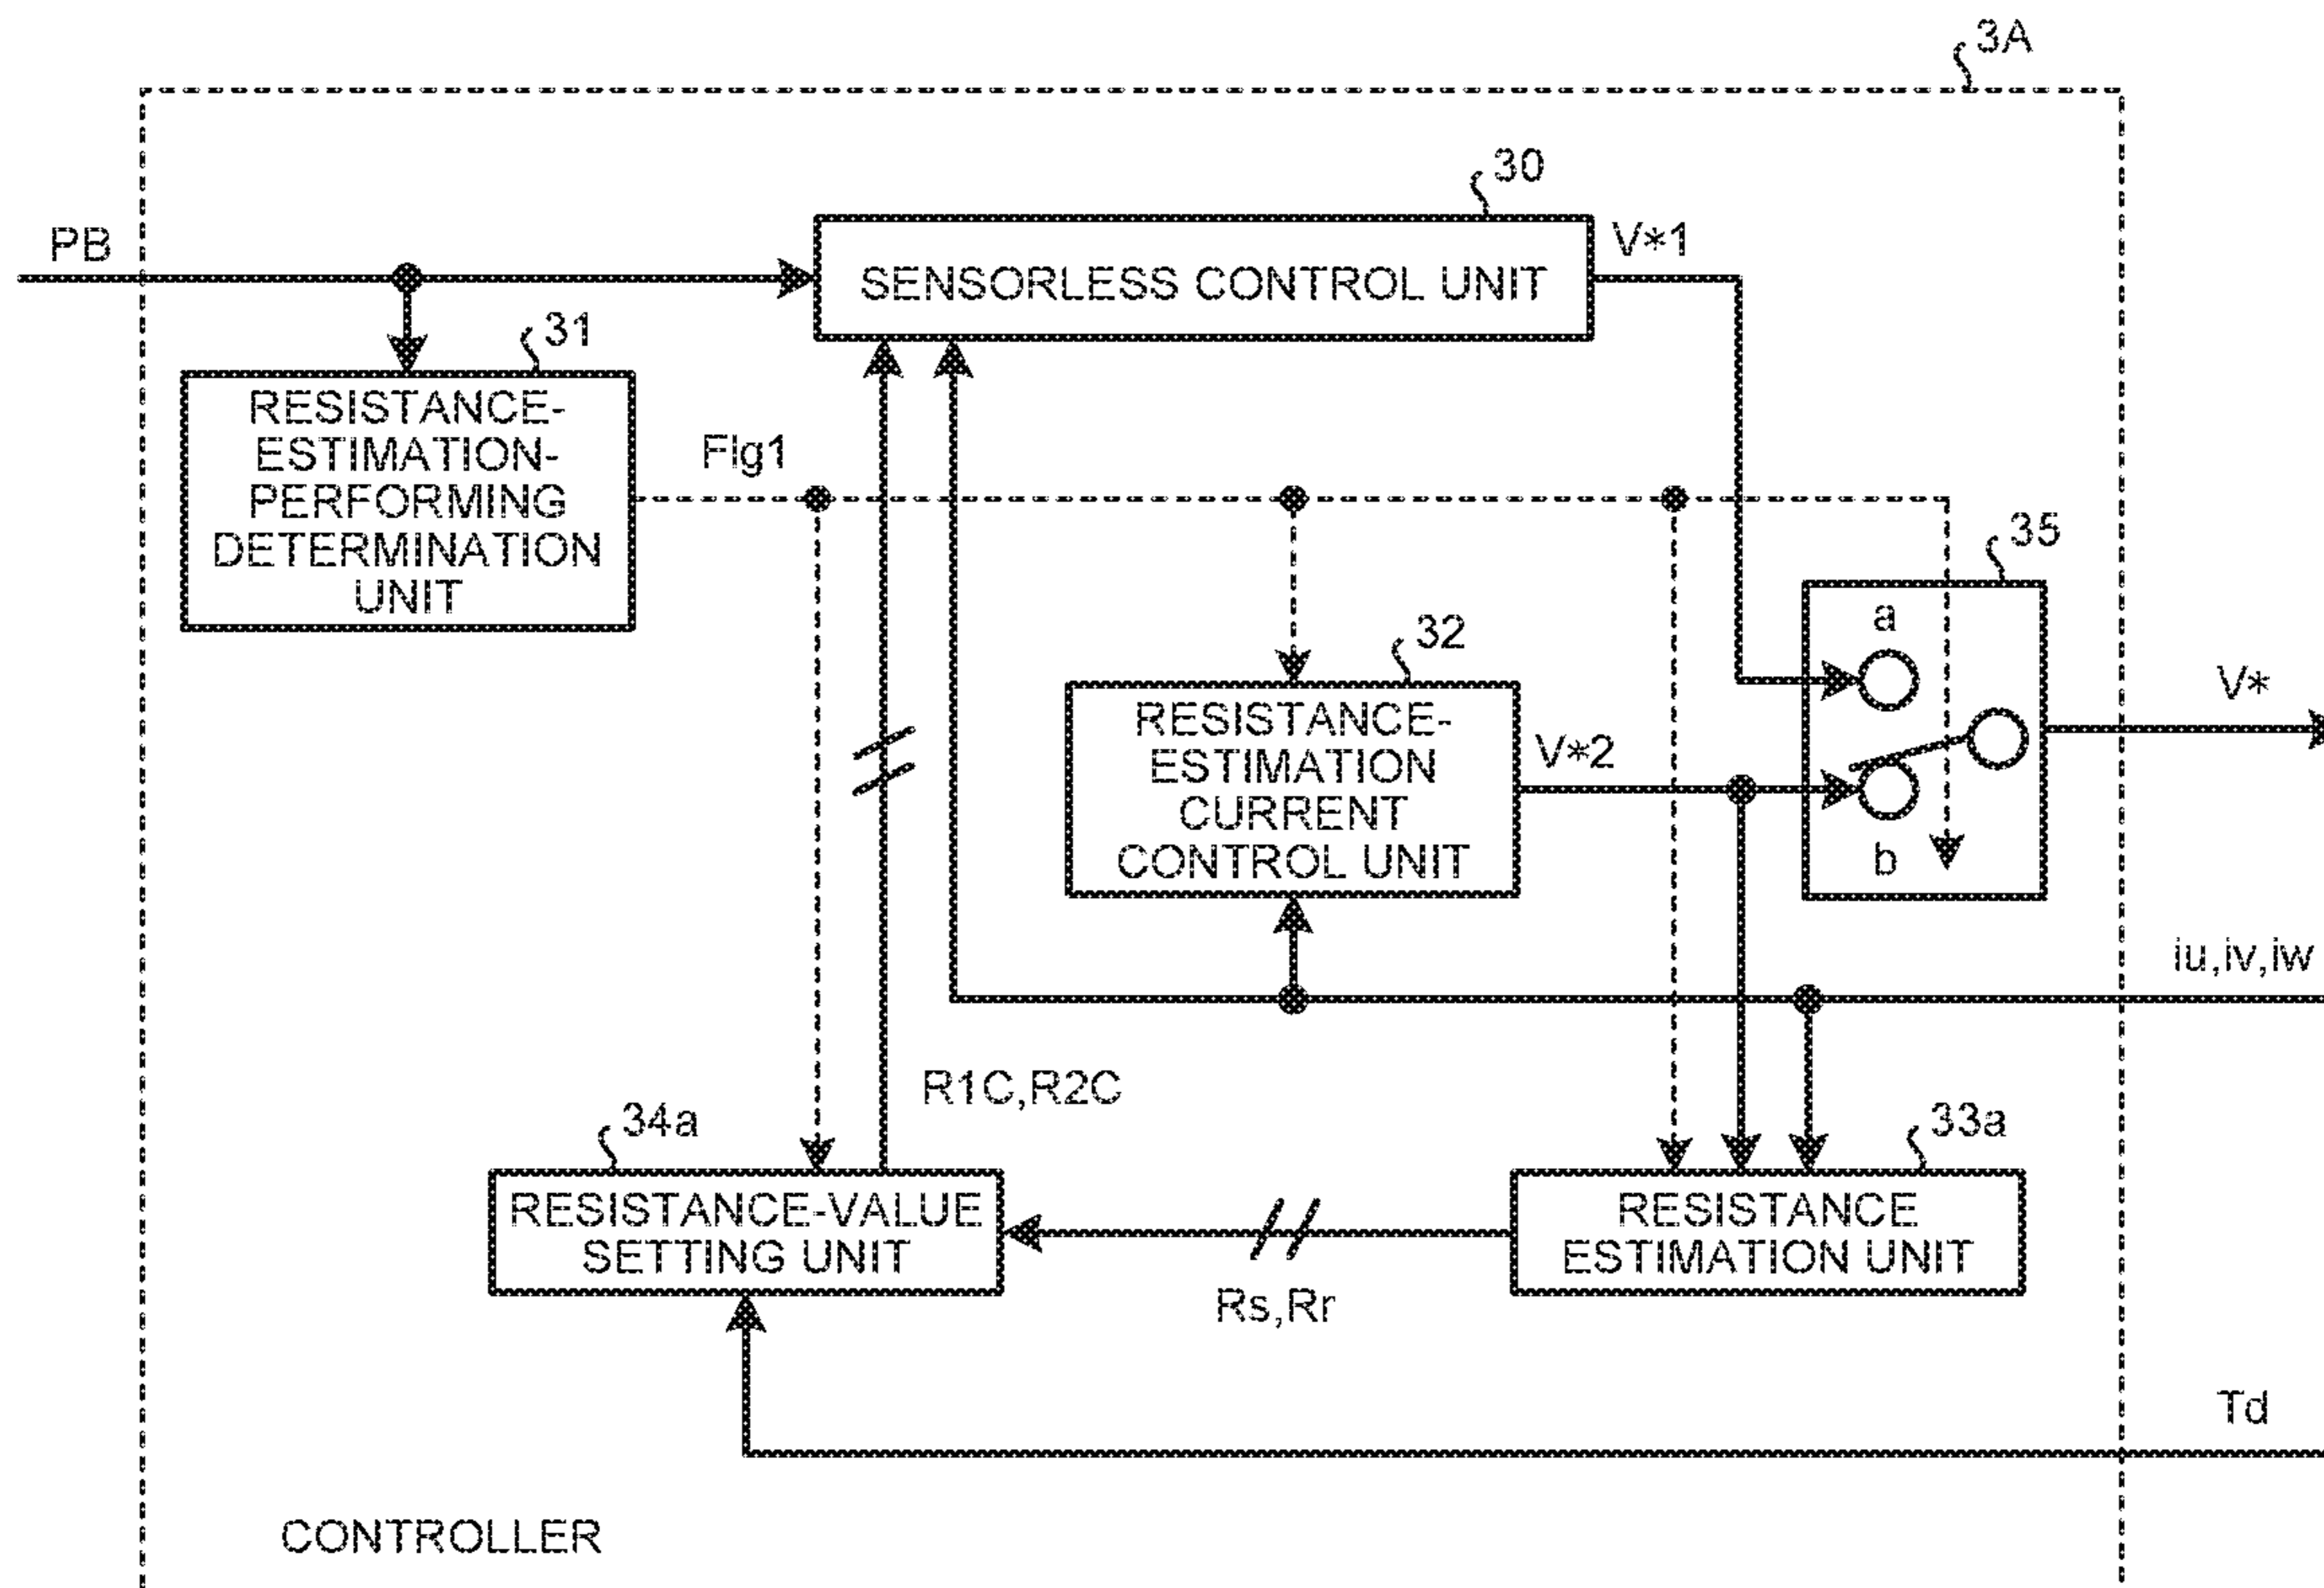 3A
30
PB
V*1
SENSORLESS CONTROL UNIT
31
RESISTANCE-
ESTIMATION-
PERFORMING
DETERMINATION
UNIT
Flg1
35
a
32
RESISTANCE-
ESTIMATION
CURRENT
CONTROL UNIT
V*2
V*
b
iu,iv,iw
R1C,R2C
34a
33a
RESISTANCE-VALUE
SETTING UNIT
RESISTANCE
ESTIMATION UNIT
Rs,Rr
Td
CONTROLLER